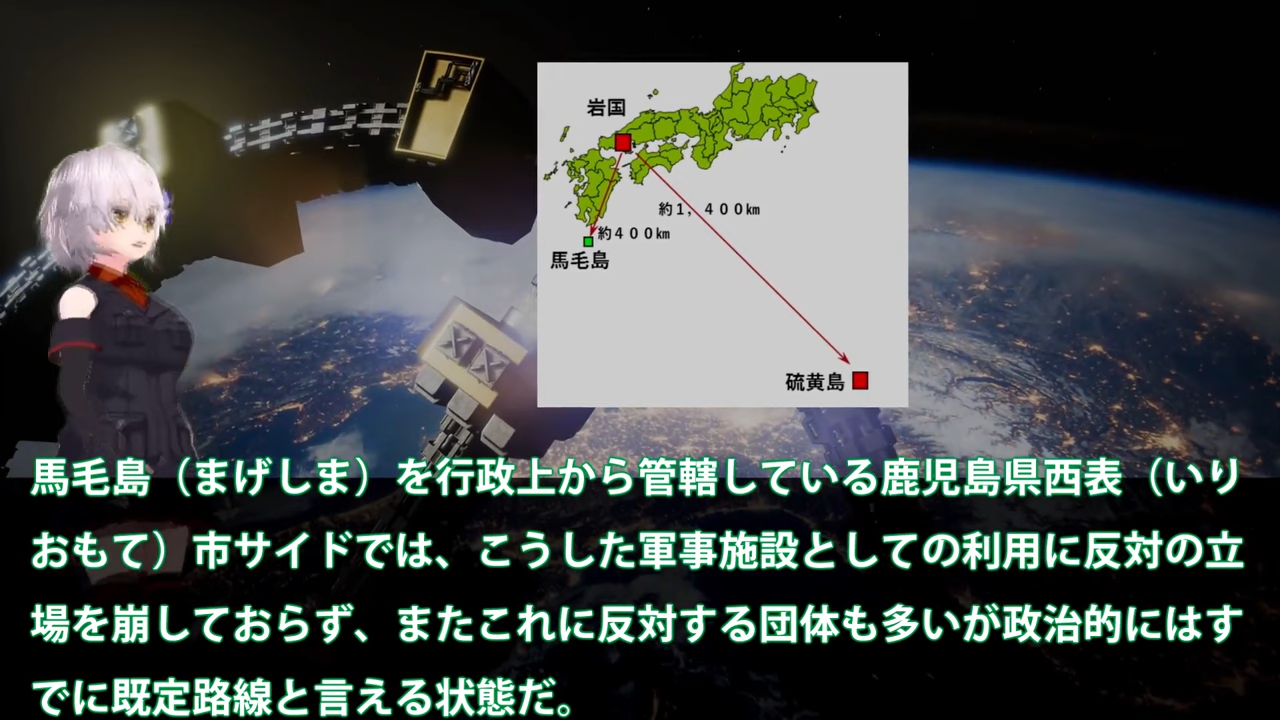 岩国
約１，４００㎞
約４００㎞
馬毛島
硫黄島
馬毛島（まげしま）を行政上から管轄している鹿児島県西表（いり
おもて）市サイドでは、こうした軍事施設としての利用に反対の立
場を崩しておらず、またこれに反対する団体も多いが政治的にはす
でに既定路線と言える状態だ。